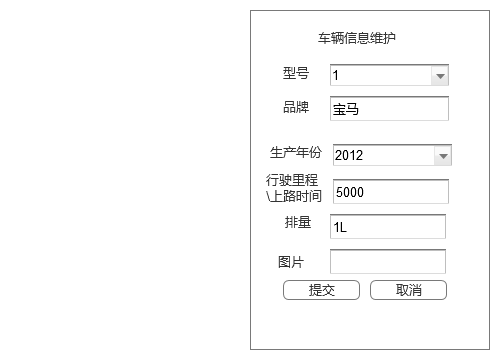 车辆信息维护
型号 1
品牌 宝马
生产年份 2012
行驶里程
\上路时间 5000
排量 1L
图片
提交 取消